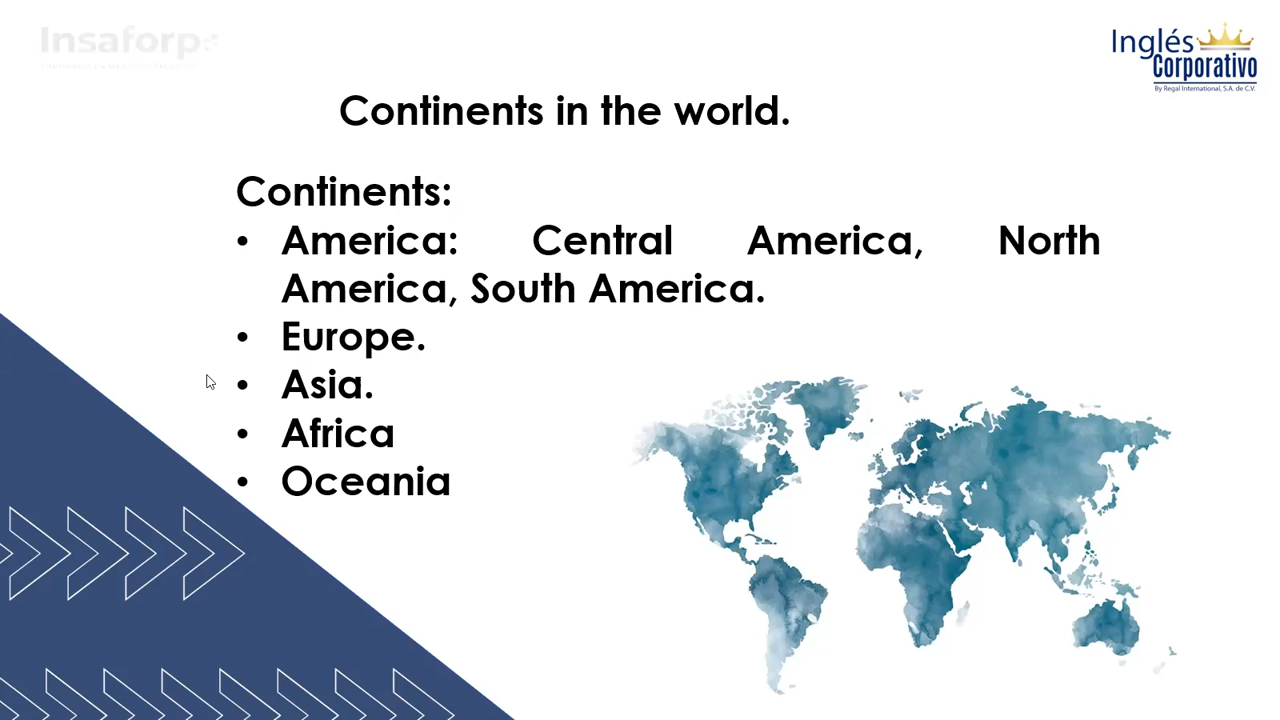 Insaforp
Inglés
Corporativo
By Regal International, S.A. de C.V.
Continents in the world.
Continents:
• America: Central America, North
America, South America.
• Europe.
• Asia.
• Africa
• Oceania